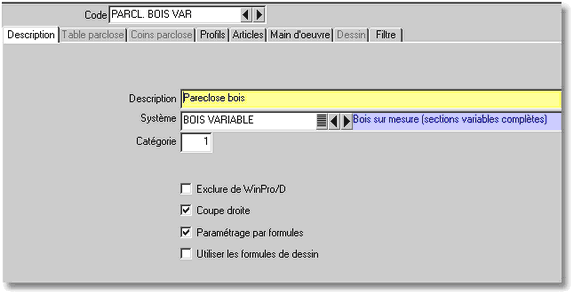 Code PARCL. BOIS VAR
Description Table parclose Coins parclose Profils Articles Main d'oeuvre Dessin Filtre
Description Pareclose bois
Système BOIS VARIABLE Bois sur mesure (sections variables complètes)
Catégorie 1
Exclure de WinPro/D
Coupe droite
Paramétrage par formules
Utiliser les formules de dessin